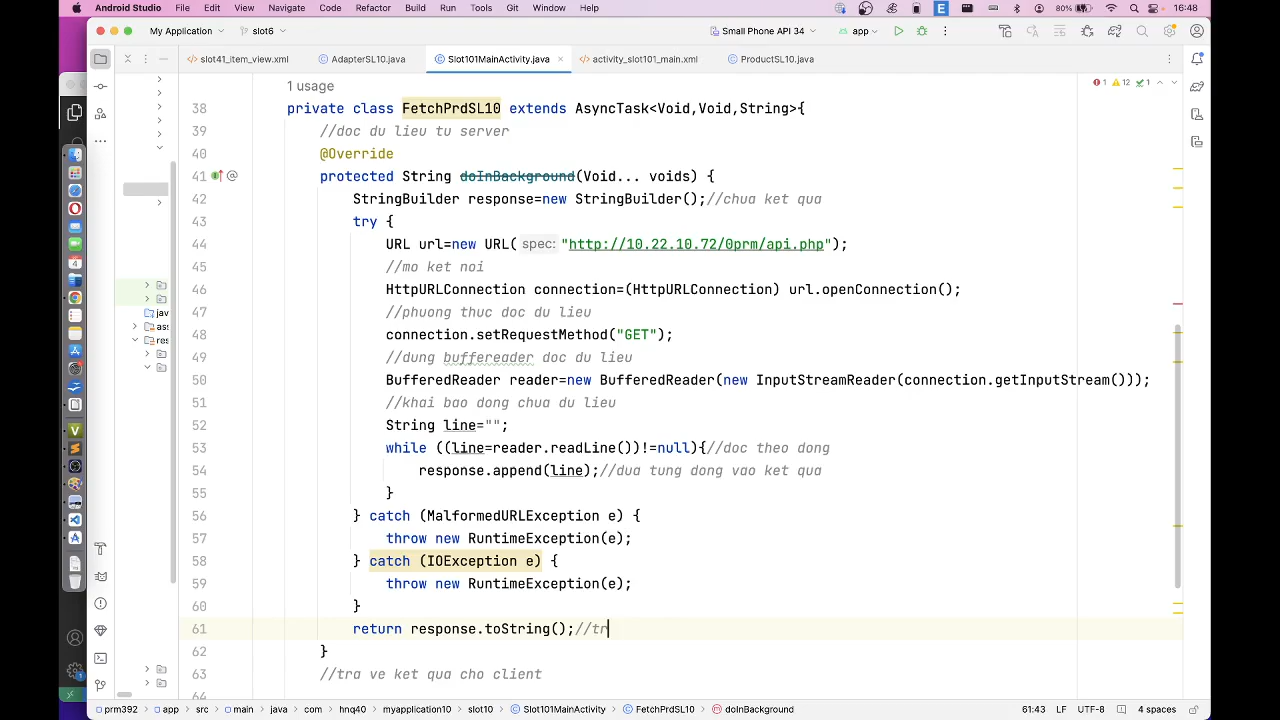 Android Studio File Edit View Navigate Code Refactor Build Run Tools Git Window Help E 80% 16:48
My Application slot6 Small Phone API 34 app
slot41_item_view.xml AdapterSL10.java Slot101MainActivity.java activity_slot101_main.xml ProductSL10.java
1 usage 1 12 1
38 private class FetchPrdSL10 extends AsyncTask<Void,Void,String>{
39 //doc du lieu tu server
40 @Override
41 protected String doInBackground(Void... voids) {
42 StringBuilder response=new StringBuilder();//chua ket qua
43 try {
44 URL url=new URL( spec: "http://10.22.10.72/0prm/api.php");
45 //mo ket noi
46 HttpURLConnection connection=(HttpURLConnection) url.openConnection();
47 //phuong thuc doc du lieu
48 connection.setRequestMethod("GET");
49 //dung buffereader doc du lieu
50 BufferedReader reader=new BufferedReader(new InputStreamReader(connection.getInputStream()));
51 //khai bao dong chua du lieu
52 String line="";
53 while ((line=reader.readLine())!=null){//doc theo dong
54 response.append(line);//dua tung dong vao ket qua
55 }
56 } catch (MalformedURLException e) {
57 throw new RuntimeException(e);
58 } catch (IOException e) {
59 throw new RuntimeException(e);
60 }
61 return response.toString();//tr
62 }
63 //tra ve ket qua cho client
64
jav
ass
res
prm392 app src main java com hnq40 myapplication10 slot10 Slot101MainActivity FetchPrdSL10 doInBackground 61:43 LF UTF-8 4 spaces